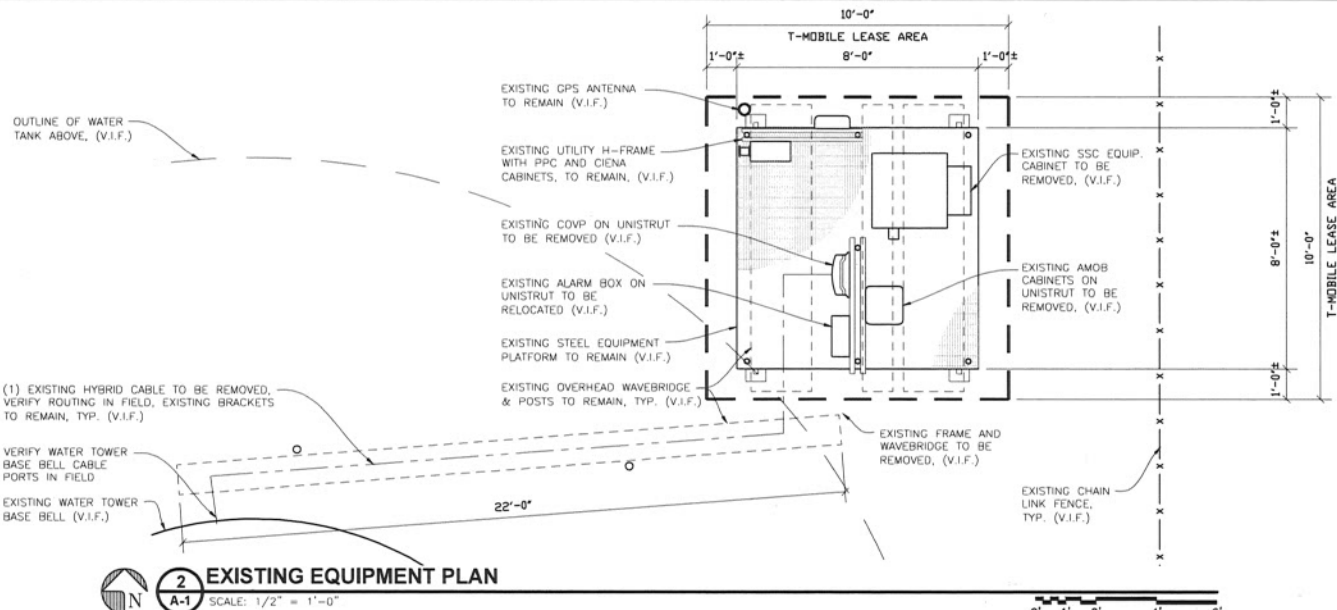 10'-0"
T-MOBILE LEASE AREA
1'-0"±
8'-0"
1'-0"±
EXISTING GPS ANTENNA
TO REMAIN (V.I.F.)
OUTLINE OF WATER
TANK ABOVE, (V.I.F.)
EXISTING UTILITY H-FRAME
WITH PPC AND CIENA
CABINETS, TO REMAIN, (V.I.F.)
EXISTING SSC EQUIP.
CABINET TO BE
REMOVED, (V.I.F.)
EXISTING COVP ON UNISTRUT
TO BE REMOVED (V.I.F.)
EXISTING ALARM BOX ON
UNISTRUT TO BE
RELOCATED (V.I.F.)
EXISTING AMOB
CABINETS ON
UNISTRUT TO BE
REMOVED, (V.I.F.)
EXISTING STEEL EQUIPMENT
PLATFORM TO REMAIN (V.I.F.)
EXISTING OVERHEAD WAVEBRIDGE
& POSTS TO REMAIN, TYP. (V.I.F.)
1'-0"±
8'-0"±
1'-0"±
10'-0"
T-MOBILE LEASE AREA
(1) EXISTING HYBRID CABLE TO BE REMOVED,
VERIFY ROUTING IN FIELD, EXISTING BRACKETS
TO REMAIN, TYP. (V.I.F.)
VERIFY WATER TOWER
BASE BELL CABLE
PORTS IN FIELD
EXISTING WATER TOWER
BASE BELL (V.I.F.)
EXISTING FRAME AND
WAVEBRIDGE TO BE
REMOVED, (V.I.F.)
22'-0"
EXISTING CHAIN
LINK FENCE,
TYP. (V.I.F.)
N
2
A-1
EXISTING EQUIPMENT PLAN
SCALE: 1/2" = 1'-0"